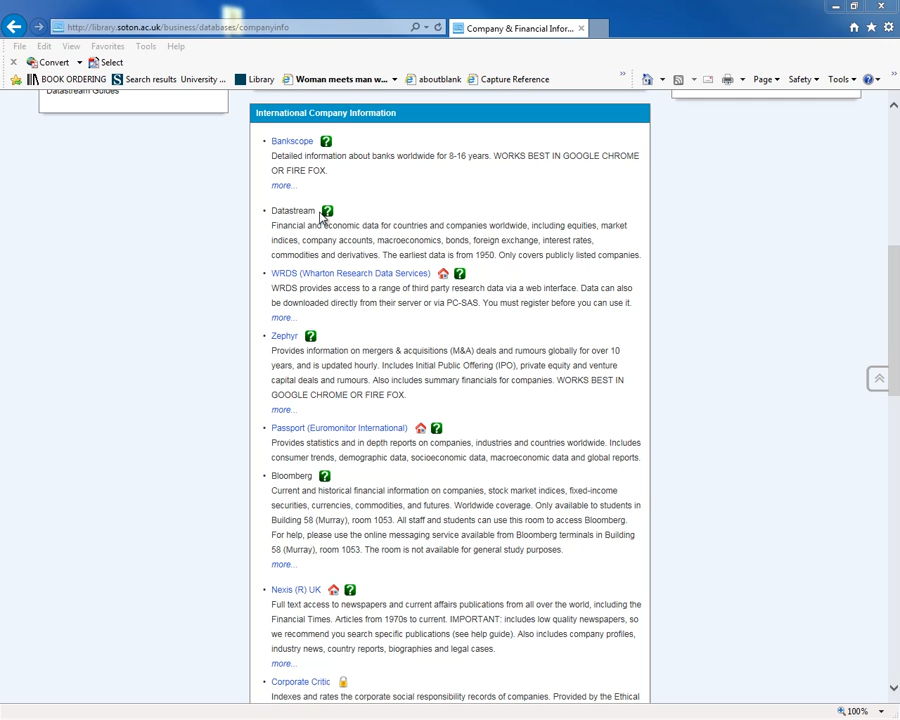 http://library.soton.ac.uk/business/databases/companyinfo
Company & Financial Infor...
File Edit View Favorites Tools Help
Convert Select
BOOK ORDERING Search results University ... Library Woman meets man w... aboutblank Capture Reference Page Safety Tools
Datastream Guides
International Company Information
Bankscope
Detailed information about banks worldwide for 8-16 years. WORKS BEST IN GOOGLE CHROME
OR FIRE FOX.
more...
Datastream
Financial and economic data for countries and companies worldwide, including equities, market
indices, company accounts, macroeconomics, bonds, foreign exchange, interest rates,
commodities and derivatives. The earliest data is from 1950. Only covers publicly listed companies.
WRDS (Wharton Research Data Services)
WRDS provides access to a range of third party research data via a web interface. Data can also
be downloaded directly from their server or via PC-SAS. You must register before you can use it.
more...
Zephyr
Provides information on mergers & acquisitions (M&A) deals and rumours globally for over 10
years, and is updated hourly. Includes Initial Public Offering (IPO), private equity and venture
capital deals and rumours. Also includes summary financials for companies. WORKS BEST IN
GOOGLE CHROME OR FIRE FOX.
more...
Passport (Euromonitor International)
Provides statistics and in depth reports on companies, industries and countries worldwide. Includes
consumer trends, demographic data, socioeconomic data, macroeconomic data and global reports.
Bloomberg
Current and historical financial information on companies, stock market indices, fixed-income
securities, currencies, commodities, and futures. Worldwide coverage. Only available to students in
Building 58 (Murray), room 1053. All staff and students can use this room to access Bloomberg.
For help, please use the online messaging service available from Bloomberg terminals in Building
58 (Murray), room 1053. The room is not available for general study purposes.
more...
Nexis (R) UK
Full text access to newspapers and current affairs publications from all over the world, including the
Financial Times. Articles from 1970s to current. IMPORTANT: includes low quality newspapers, so
we recommend you search specific publications (see help guide). Also includes company profiles,
industry news, country reports, biographies and legal cases.
more...
Corporate Critic
Indexes and rates the corporate social responsibility records of companies. Provided by the Ethical
100%